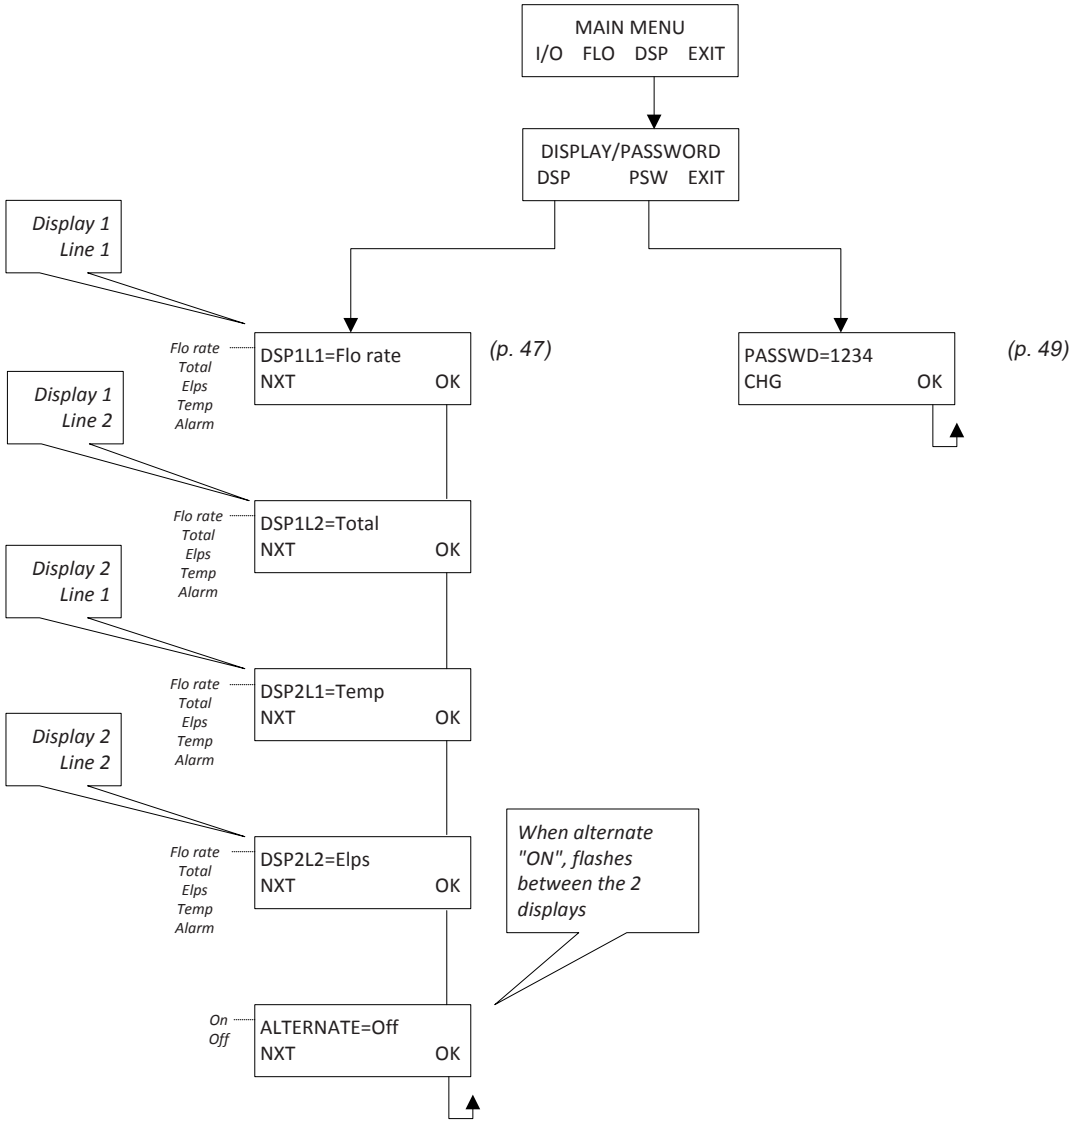 MAIN MENU
I/O FLO DSP EXIT
DISPLAY/PASSWORD
DSP PSW EXIT
Display 1
Line 1
Flo rate
Total
Elps
Temp
Alarm
DSP1L1=Flo rate
NXT OK
(p. 47)
PASSWD=1234
CHG OK
(p. 49)
Display 1
Line 2
Flo rate
Total
Elps
Temp
Alarm
DSP1L2=Total
NXT OK
Display 2
Line 1
Flo rate
Total
Elps
Temp
Alarm
DSP2L1=Temp
NXT OK
Display 2
Line 2
Flo rate
Total
Elps
Temp
Alarm
DSP2L2=Elps
NXT OK
When alternate
"ON", flashes
between the 2
displays
On
Off
ALTERNATE=Off
NXT OK